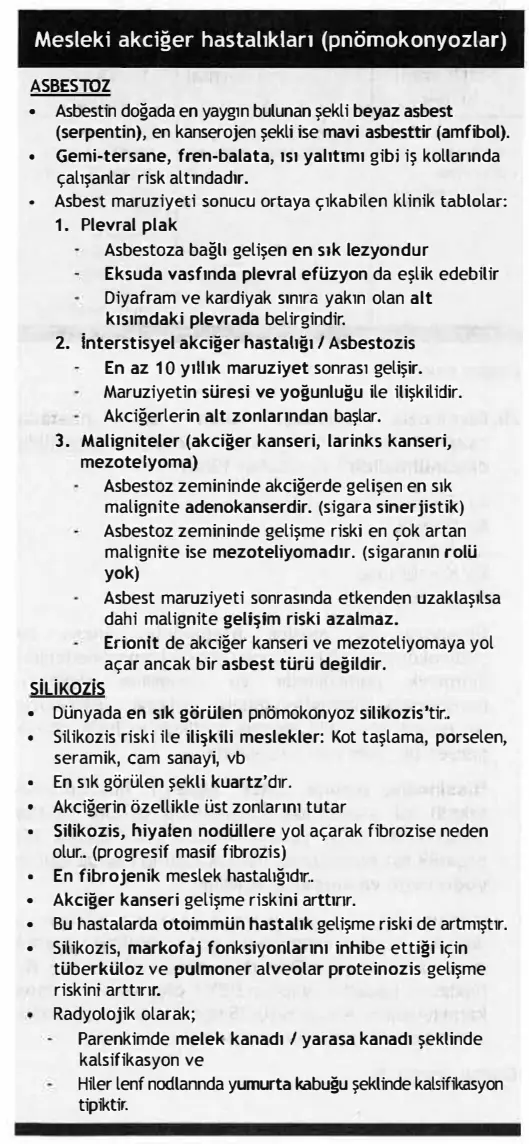 Mesleki akciğer hastalıkları (pnömokonyozlar)
ASBESTOZ
• Asbestin doğada en yaygın bulunan şekli beyaz asbest
(serpentin), en kanserojen şekli ise mavi asbesttir (amfibol).
• Gemi-tersane, fren-balata, ısı yalıtımı gibi iş kollarında
çalışanlar risk altındadır.
• Asbest maruziyeti sonucu ortaya çıkabilen klinik tablolar:
1. Plevral plak
- Asbestoza bağlı gelişen en sık lezyondur
- Eksuda vasfında plevral efüzyon da eşlik edebilir
- Diyafram ve kardiyak sınıra yakın olan alt
kısımdaki plevrada belirgindir.
2. İnterstisyel akciğer hastalığı / Asbestozis
- En az 10 yıllık maruziyet sonrası gelişir.
- Maruziyetin süresi ve yoğunluğu ile ilişkilidir.
- Akciğerlerin alt zonlarından başlar.
3. Maligniteler (akciğer kanseri, larinks kanseri,
mezotelyoma)
- Asbestoz zemininde akciğerde gelişen en sık
malignite adenokanserdir. (sigara sinerjistik)
- Asbestoz zemininde gelişme riski en çok artan
malignite ise mezoteliyomadır. (sigaranın rolü
yok)
- Asbest maruziyeti sonrasında etkenden uzaklaşılsa
dahi malignite gelişim riski azalmaz.
- Erionit de akciğer kanseri ve mezoteliyomaya yol
açar ancak bir asbest türü değildir.
SİLİKOZİS
• Dünyada en sık görülen pnömokonyoz silikozis'tir.
• Silikozis riski ile ilişkili meslekler: Kot taşlama, porselen,
seramik, cam sanayi, vb
• En sık görülen şekli kuartz'dır.
• Akciğerin özellikle üst zonlarını tutar
• Silikozis, hiyalen nodüllere yol açarak fibrozise neden
olur. (progresif masif fibrozis)
• En fibrojenik meslek hastalığıdır.
• Akciğer kanseri gelişme riskini arttırır.
• Bu hastalarda otoimmün hastalık gelişme riski de artmıştır.
• Silikozis, markofaj fonksiyonlarını inhibe ettiği için
tüberküloz ve pulmoner alveolar proteinozis gelişme
riskini arttırır.
• Radyolojik olarak;
- Parenkimde melek kanadı / yarasa kanadı şeklinde
kalsifikasyon ve
- Hiler lenf nodlarında yumurta kabuğu şeklinde kalsifikasyon
tipiktir.